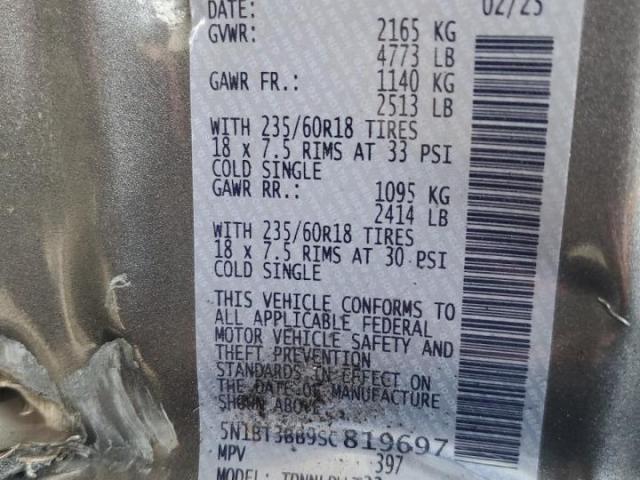 DATE: 02/25
GVWR: 2165 KG
4773 LB
GAWR FR.: 1140 KG
2513 LB
WITH 235/60R18 TIRES
18 x 7.5 RIMS AT 33 PSI
COLD SINGLE
GAWR RR.: 1095 KG
2414 LB
WITH 235/60R18 TIRES
18 x 7.5 RIMS AT 30 PSI
COLD SINGLE
THIS VEHICLE CONFORMS TO
ALL APPLICABLE FEDERAL
MOTOR VEHICLE SAFETY AND
THEFT PREVENTION
STANDARDS IN EFFECT ON
THE DATE OF MANUFACTURE
SHOWN ABOVE
5N1BT3BB9SC819697
MPV 397
MODEL: